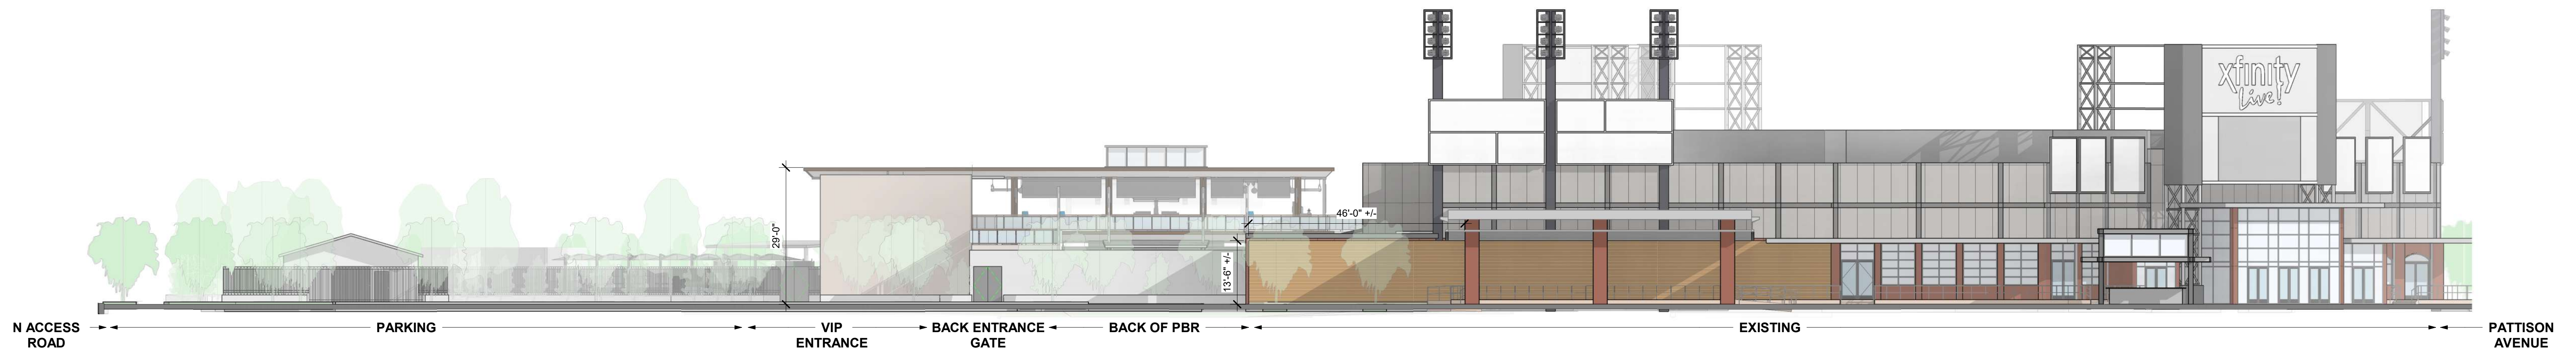 xfinity
Live!
46'-0" +/-
29'-0"
13'-6" +/-
N ACCESS
ROAD
PARKING
VIP
ENTRANCE
BACK ENTRANCE
GATE
BACK OF PBR
EXISTING
PATTISON
AVENUE